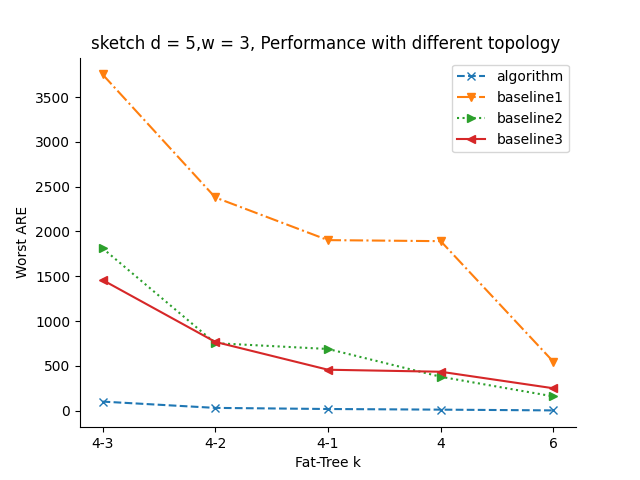 sketch d = 5,w = 3, Performance with different topology
algorithm
baseline1
baseline2
baseline3
Worst ARE
3500
3000
2500
2000
1500
1000
500
0
4-3 4-2 4-1 4 6
Fat-Tree k